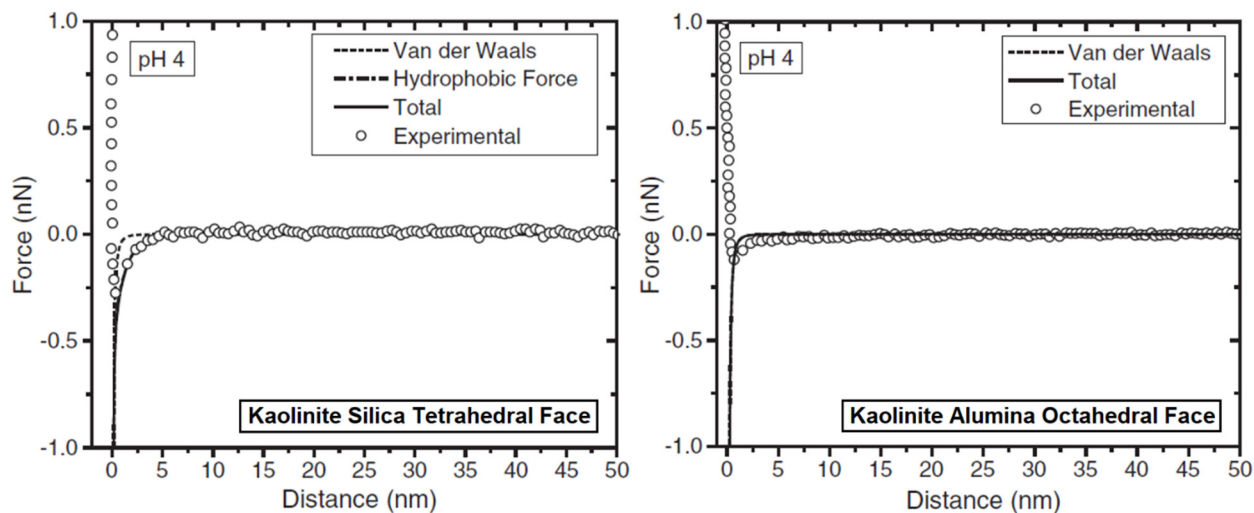 pH 4
Van der Waals
Hydrophobic Force
Total
Experimental
1.0
0.5
0.0
-0.5
-1.0
Force (nN)
Kaolinite Silica Tetrahedral Face
0 5 10 15 20 25 30 35 40 45 50
Distance (nm)
pH 4
Van der Waals
Total
Experimental
1.0
0.5
0.0
-0.5
-1.0
Force (nN)
Kaolinite Alumina Octahedral Face
0 5 10 15 20 25 30 35 40 45 50
Distance (nm)